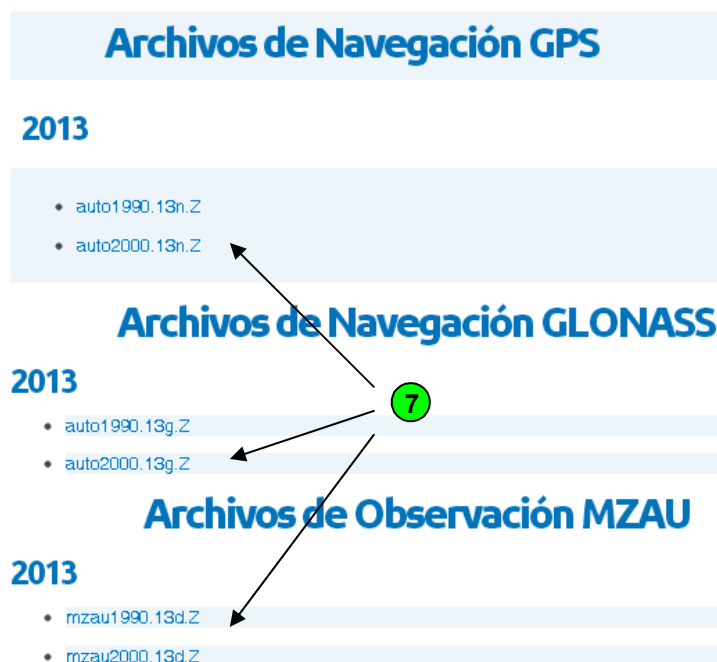 Archivos de Navegación GPS
2013
auto1990.13n.Z
auto2000.13n.Z
Archivos de Navegación GLONASS
2013
7
auto1990.13g.Z
auto2000.13g.Z
Archivos de Observación MZAU
2013
mzau1990.13d.Z
mzau2000.13d.Z